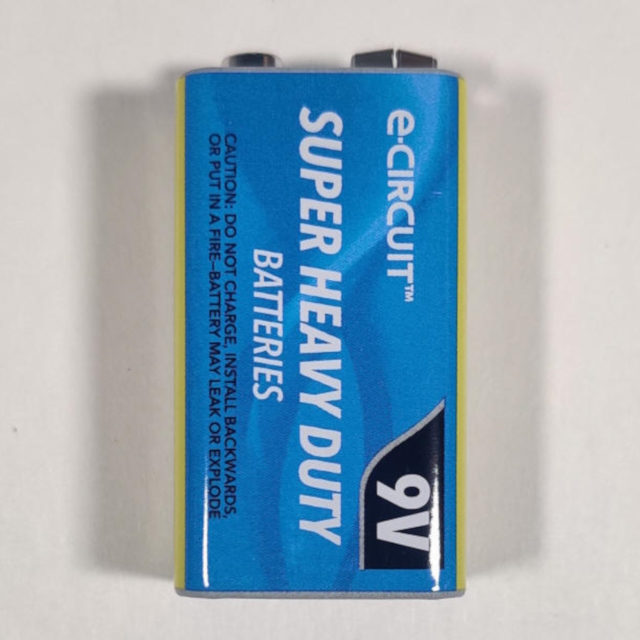 e-CIRCUIT™
SUPER HEAVY DUTY
BATTERIES
CAUTION: DO NOT CHARGE, INSTALL BACKWARDS,
OR PUT IN A FIRE–BATTERY MAY LEAK OR EXPLODE
9V